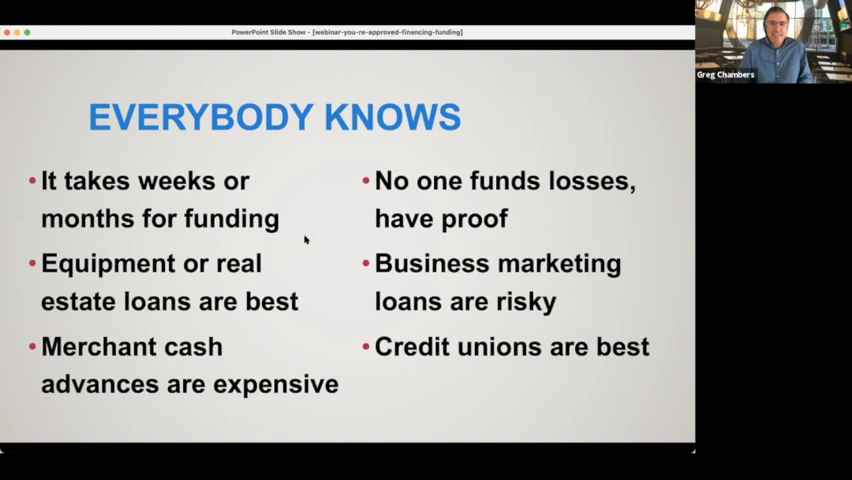 PowerPoint Slide Show - [webinar-you-re-approved-financing-funding]
Greg Chambers
EVERYBODY KNOWS
• It takes weeks or
months for funding
• Equipment or real
estate loans are best
• Merchant cash
advances are expensive
• No one funds losses,
have proof
• Business marketing
loans are risky
• Credit unions are best